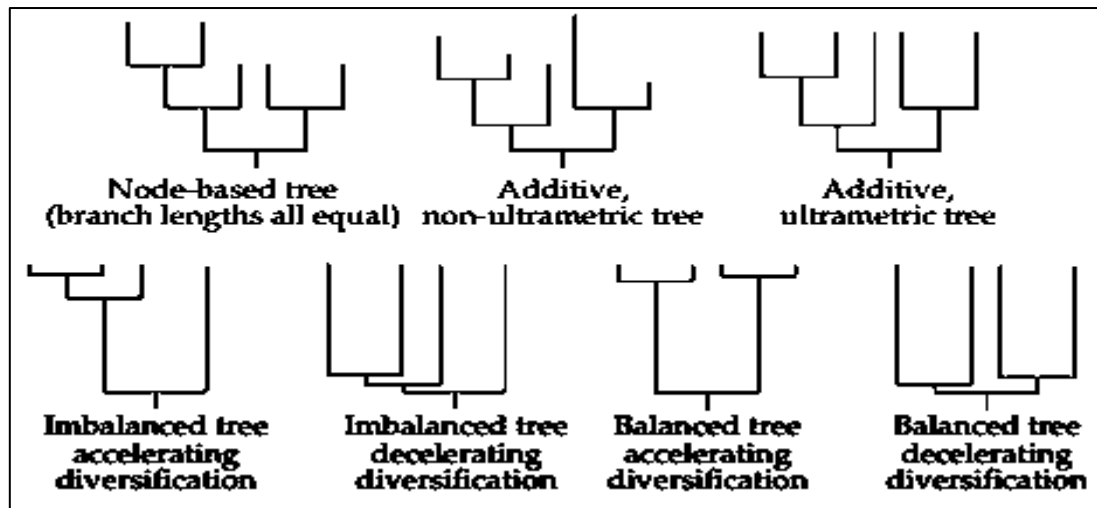 Node-based tree
(branch lengths all equal)
Additive,
non-ultrametric tree
Additive,
ultrametric tree
Imbalanced tree
accelerating
diversification
Imbalanced tree
decelerating
diversification
Balanced tree
accelerating
diversification
Balanced tree
decelerating
diversification